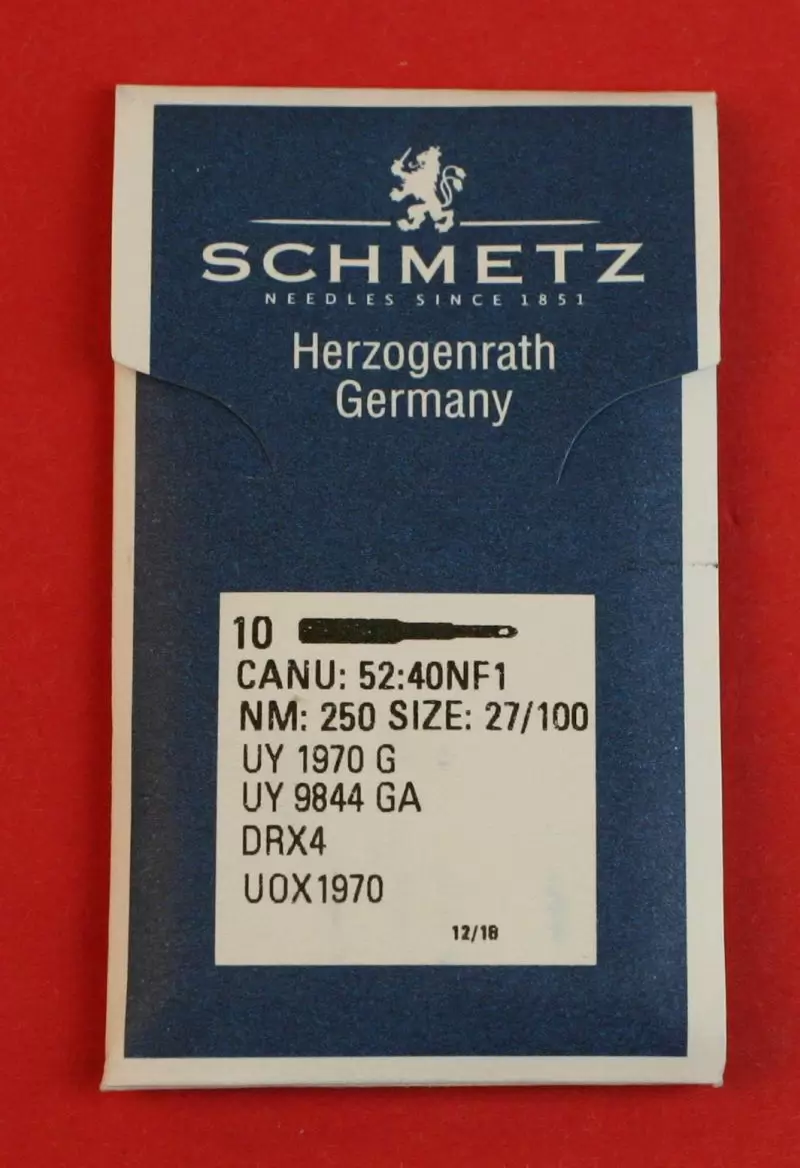 SCHMETZ
NEEDLES SINCE 1851
Herzogenrath
Germany
10
CANU: 52:40NF1
NM: 250 SIZE: 27/100
UY 1970 G
UY 9844 GA
DRX4
UOX1970
12/18